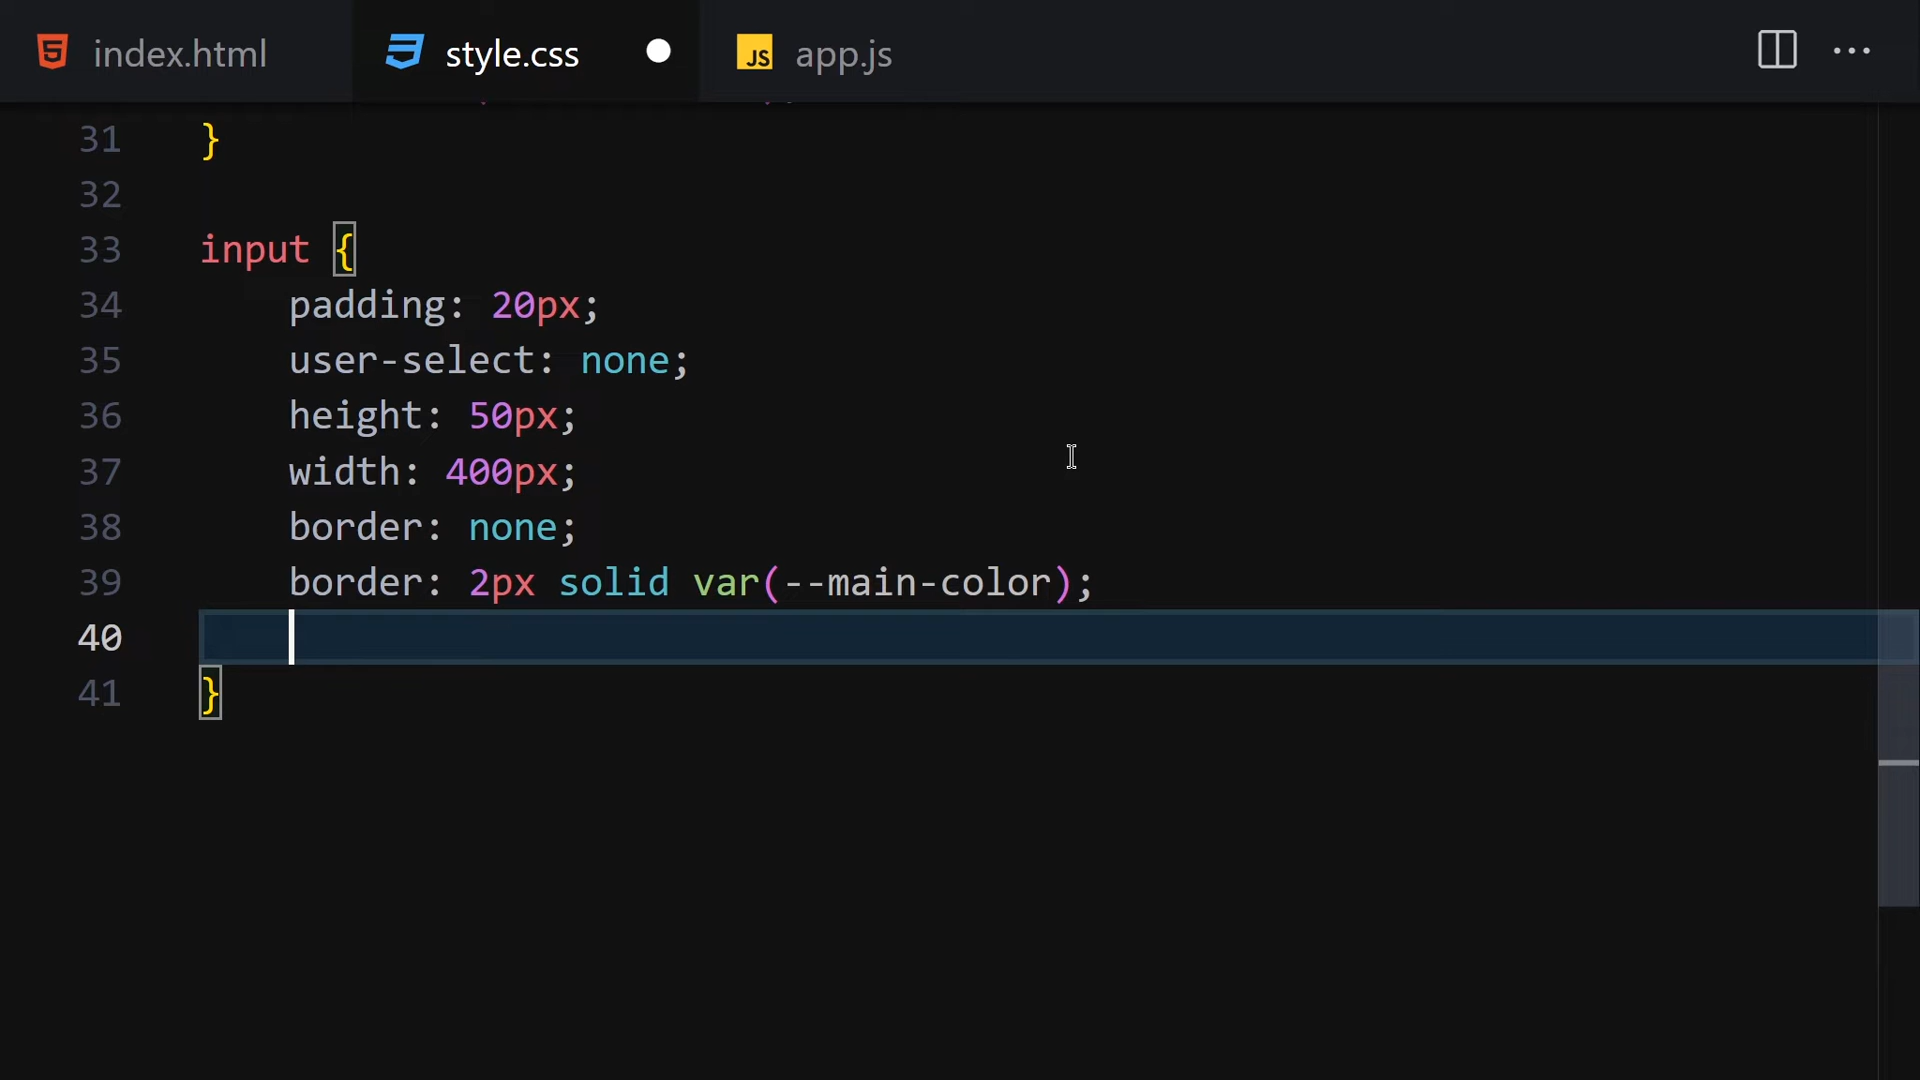 index.html
style.css
JS app.js
31 }
32
33 input {
34 padding: 20px;
35 user-select: none;
36 height: 50px;
37 width: 400px;
38 border: none;
39 border: 2px solid var(--main-color);
40
41 }